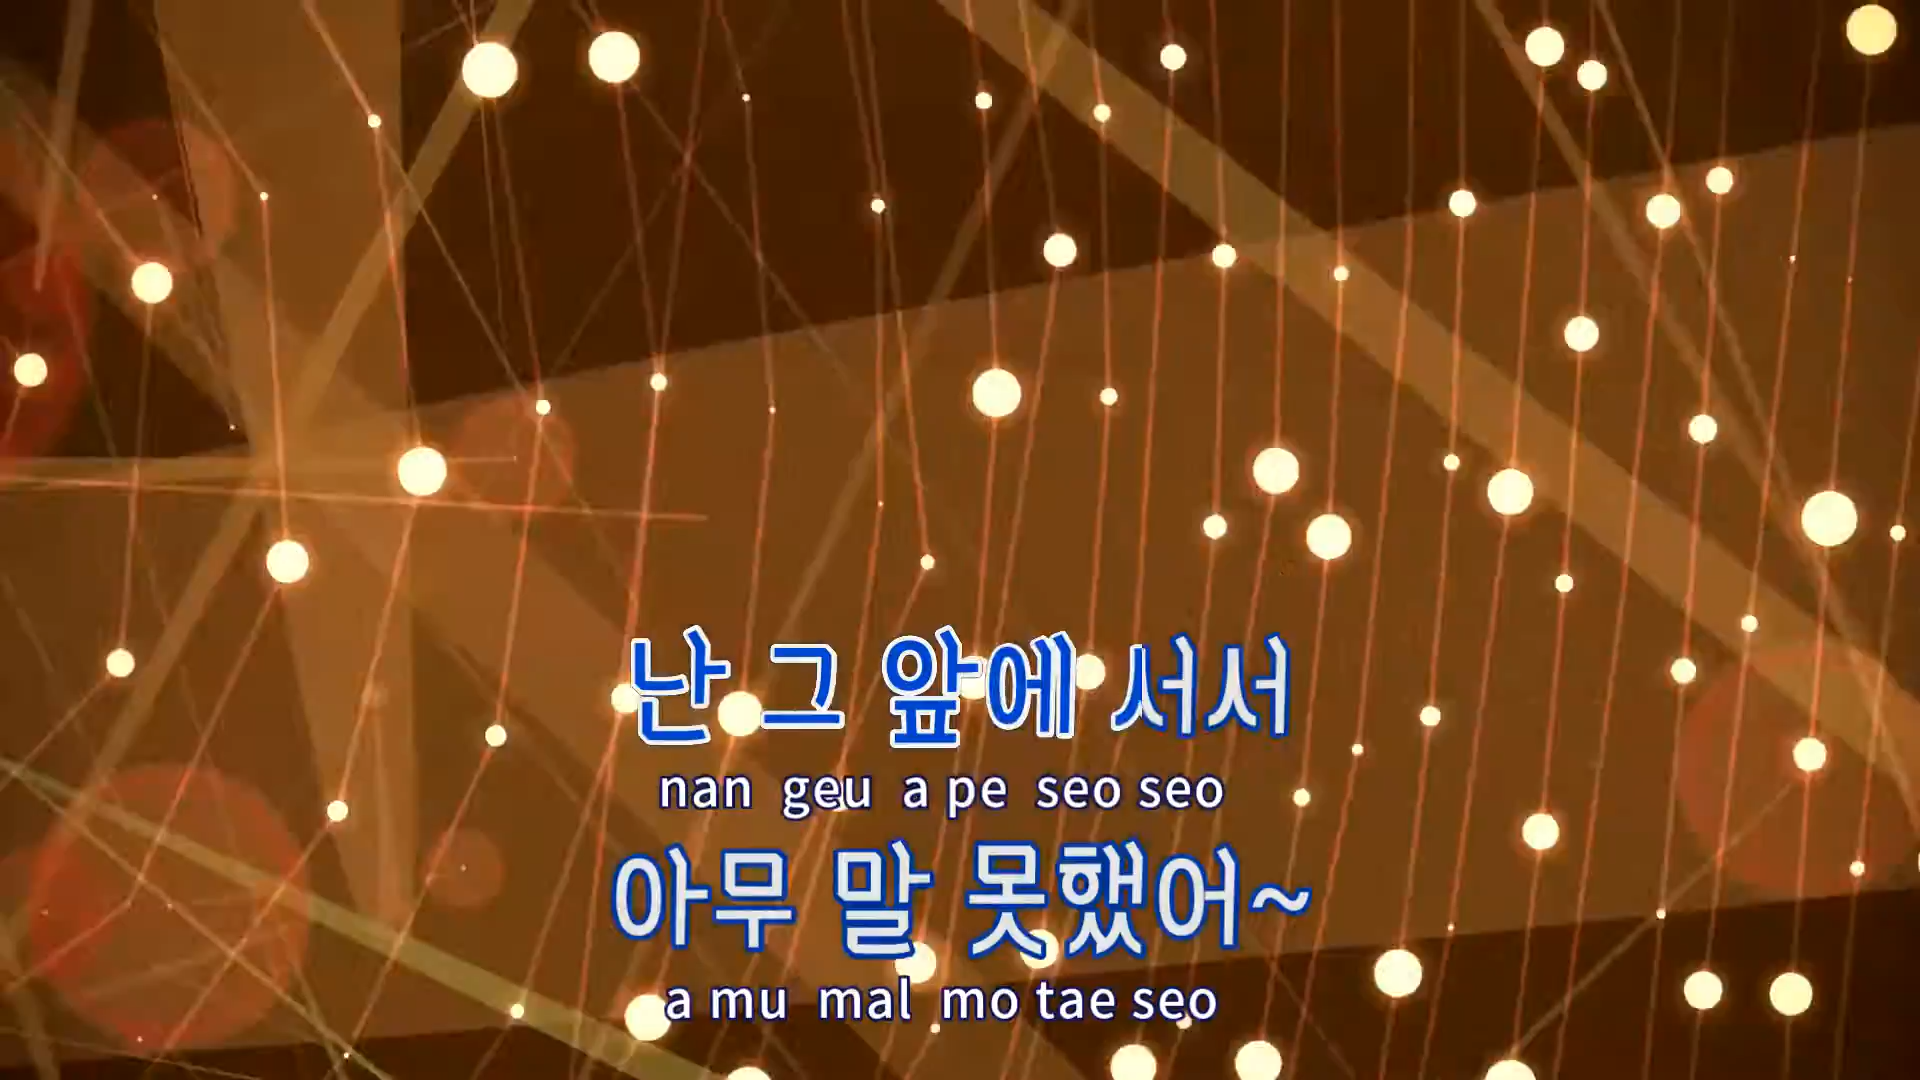 난 그 앞에 서서
nan geu a pe seo seo
아무 말 못했어~
a mu mal mo tae seo